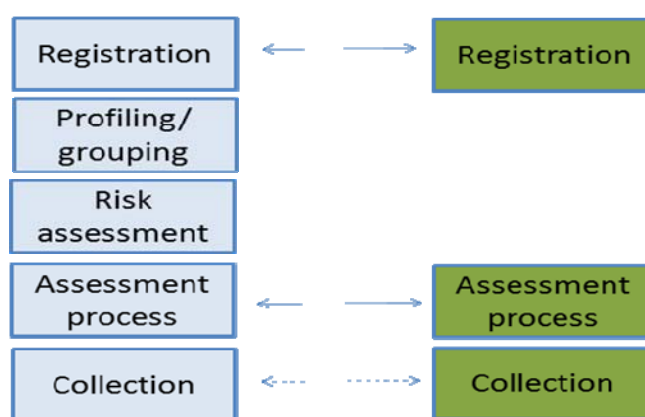 Registration
Registration
Profiling/
grouping
Risk
assessment
Assessment
process
Assessment
process
Collection
Collection